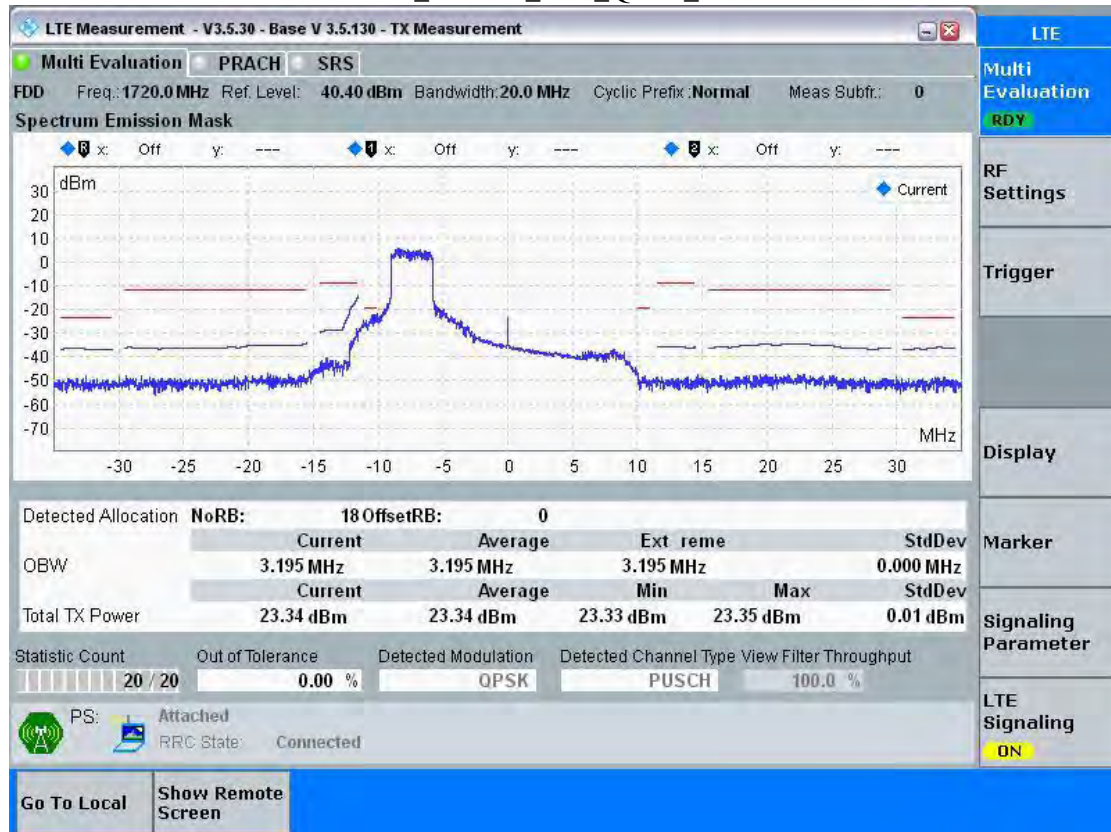 LTE Measurement - V3.5.30 - Base V 3.5.130 - TX Measurement
LTE
Multi Evaluation PRACH SRS
Multi Evaluation
RDY
FDD Freq.: 1720.0 MHz Ref. Level: 40.40 dBm Bandwidth: 20.0 MHz Cyclic Prefix : Normal Meas Subfr.: 0
Spectrum Emission Mask
R x: Off y: --- 1 x: Off y: --- 2 x: Off y: ---
dBm
Current
30
20
10
0
-10
-20
-30
-40
-50
-60
-70
MHz
-30 -25 -20 -15 -10 -5 0 5 10 15 20 25 30
RF Settings
Trigger
Display
Marker
Signaling Parameter
LTE Signaling
ON
Detected Allocation NoRB: 18 OffsetRB: 0
Current Average Ext reme StdDev
OBW 3.195 MHz 3.195 MHz 3.195 MHz 0.000 MHz
Current Average Min Max StdDev
Total TX Power 23.34 dBm 23.34 dBm 23.33 dBm 23.35 dBm 0.01 dBm
Statistic Count Out of Tolerance Detected Modulation Detected Channel Type View Filter Throughput
20 / 20 0.00 % QPSK PUSCH 100.0 %
PS: Attached
RRC State: Connected
Go To Local
Show Remote Screen